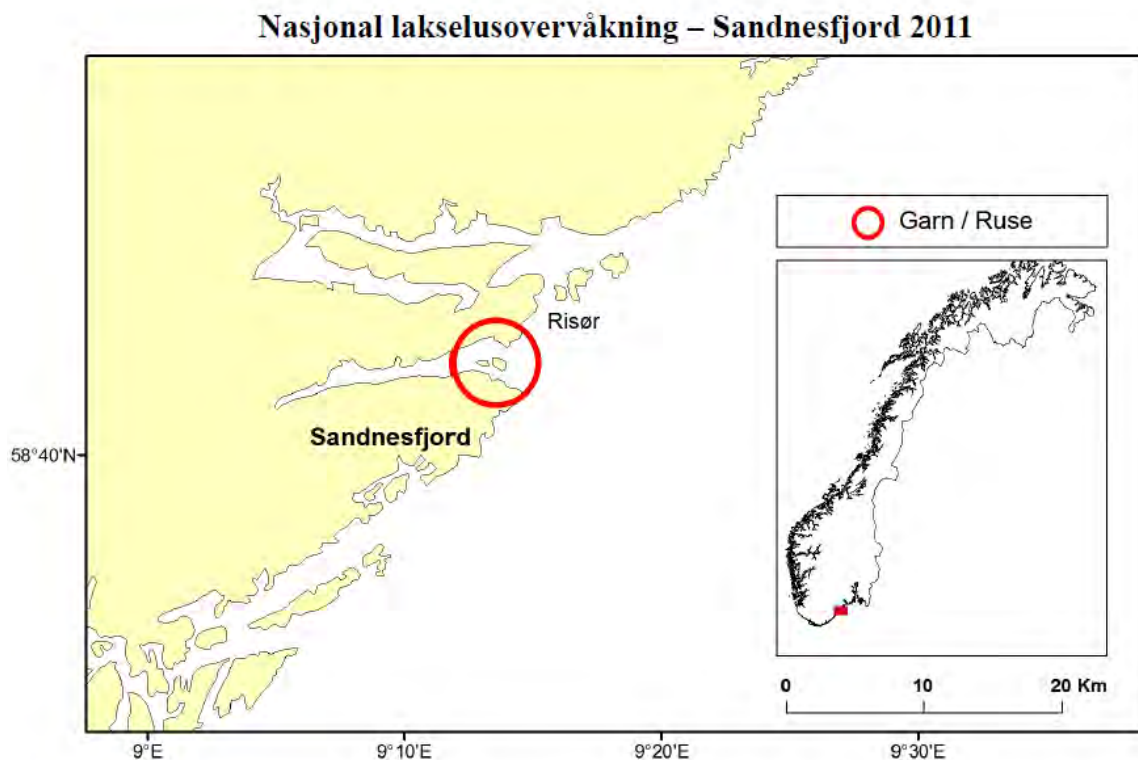 Nasjonal lakselusovervåkning – Sandnesfjord 2011
Garn / Ruse
Risør
Sandnesfjord
58°40'N
0 10 20 Km
9°E 9°10'E 9°20'E 9°30'E